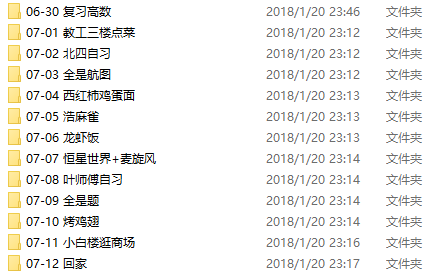 06-30 复习高数 2018/1/20 23:46 文件夹
07-01 教工三楼点菜 2018/1/20 23:12 文件夹
07-02 北四自习 2018/1/20 23:12 文件夹
07-03 全是航图 2018/1/20 23:12 文件夹
07-04 西红柿鸡蛋面 2018/1/20 23:13 文件夹
07-05 浩麻雀 2018/1/20 23:13 文件夹
07-06 龙虾饭 2018/1/20 23:13 文件夹
07-07 恒星世界+麦旋风 2018/1/20 23:14 文件夹
07-08 叶师傅自习 2018/1/20 23:14 文件夹
07-09 全是题 2018/1/20 23:14 文件夹
07-10 烤鸡翅 2018/1/20 23:14 文件夹
07-11 小白楼逛商场 2018/1/20 23:16 文件夹
07-12 回家 2018/1/20 23:17 文件夹